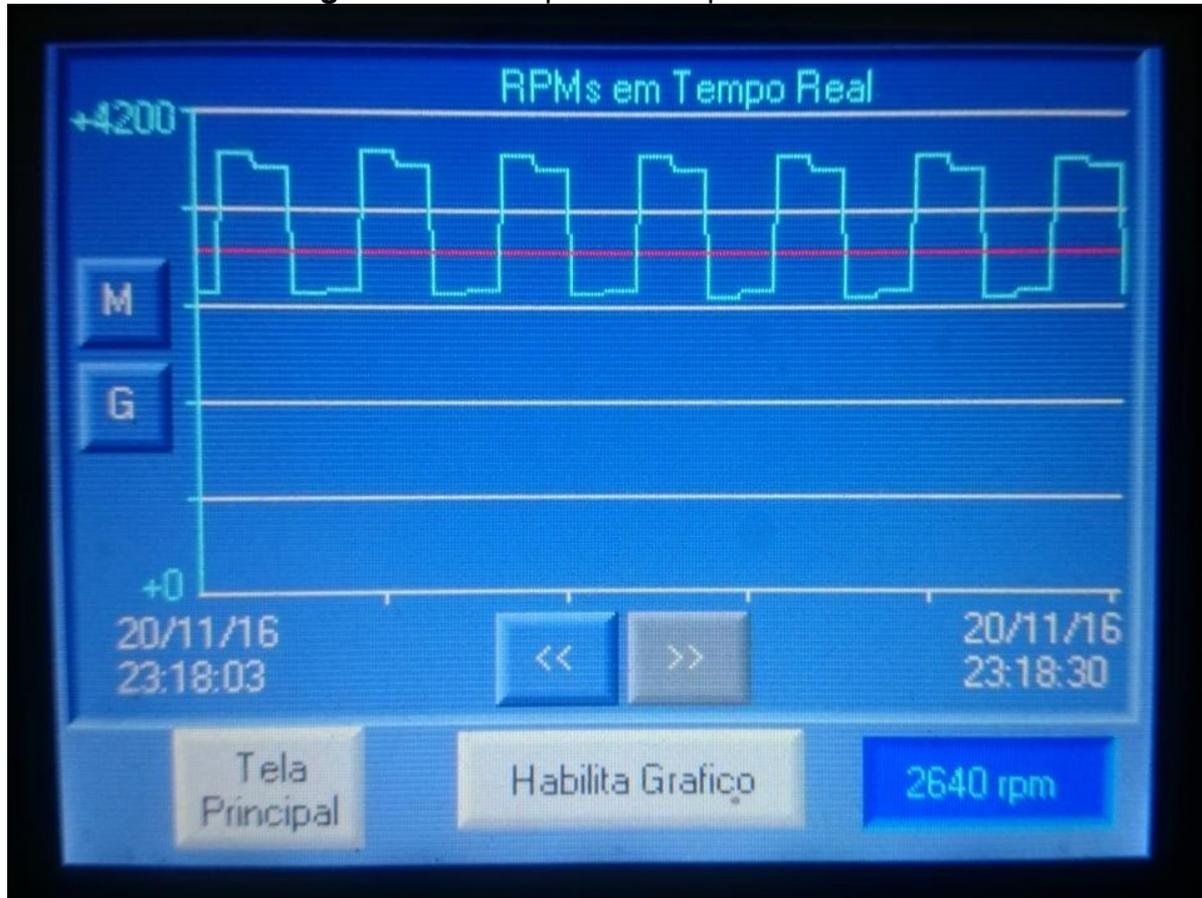 RPMs em Tempo Real
+4200
M
G
+0
20/11/16
23:18:03
<<
>>
20/11/16
23:18:30
Tela
Principal
Habilita Grafico
2640 rpm